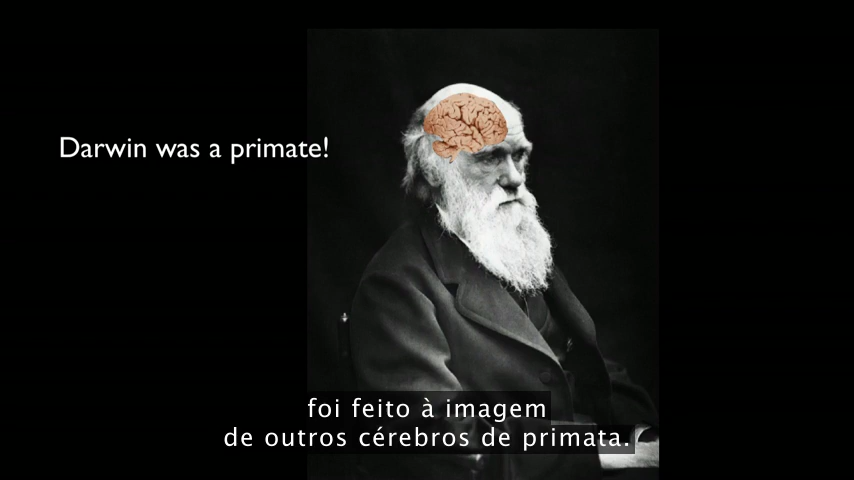 Darwin was a primate!
foi feito à imagem
de outros cérebros de primata.